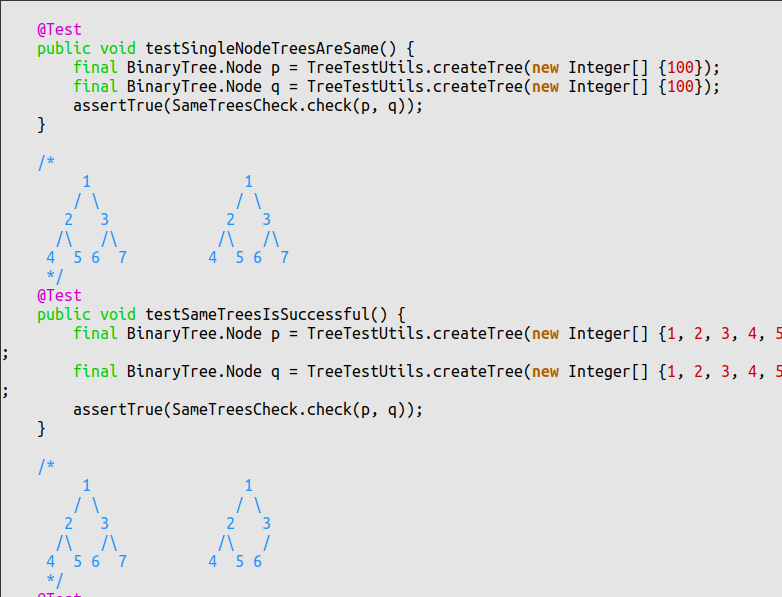 @Test
    public void testSingleNodeTreesAreSame() {
        final BinaryTree.Node p = TreeTestUtils.createTree(new Integer[] {100});
        final BinaryTree.Node q = TreeTestUtils.createTree(new Integer[] {100});
        assertTrue(SameTreesCheck.check(p, q));
    }

    /*
         1                 1
        / \               / \
       2   3             2   3
      /\   /\           /\   /\
     4  5 6  7         4  5 6  7
     */
    @Test
    public void testSameTreesIsSuccessful() {
        final BinaryTree.Node p = TreeTestUtils.createTree(new Integer[] {1, 2, 3, 4, 5
;
        final BinaryTree.Node q = TreeTestUtils.createTree(new Integer[] {1, 2, 3, 4, 5
;
        assertTrue(SameTreesCheck.check(p, q));
    }

    /*
         1                 1
        / \               / \
       2   3             2   3
      /\   /\           /\   /
     4  5 6  7         4  5 6
     */
    @Test